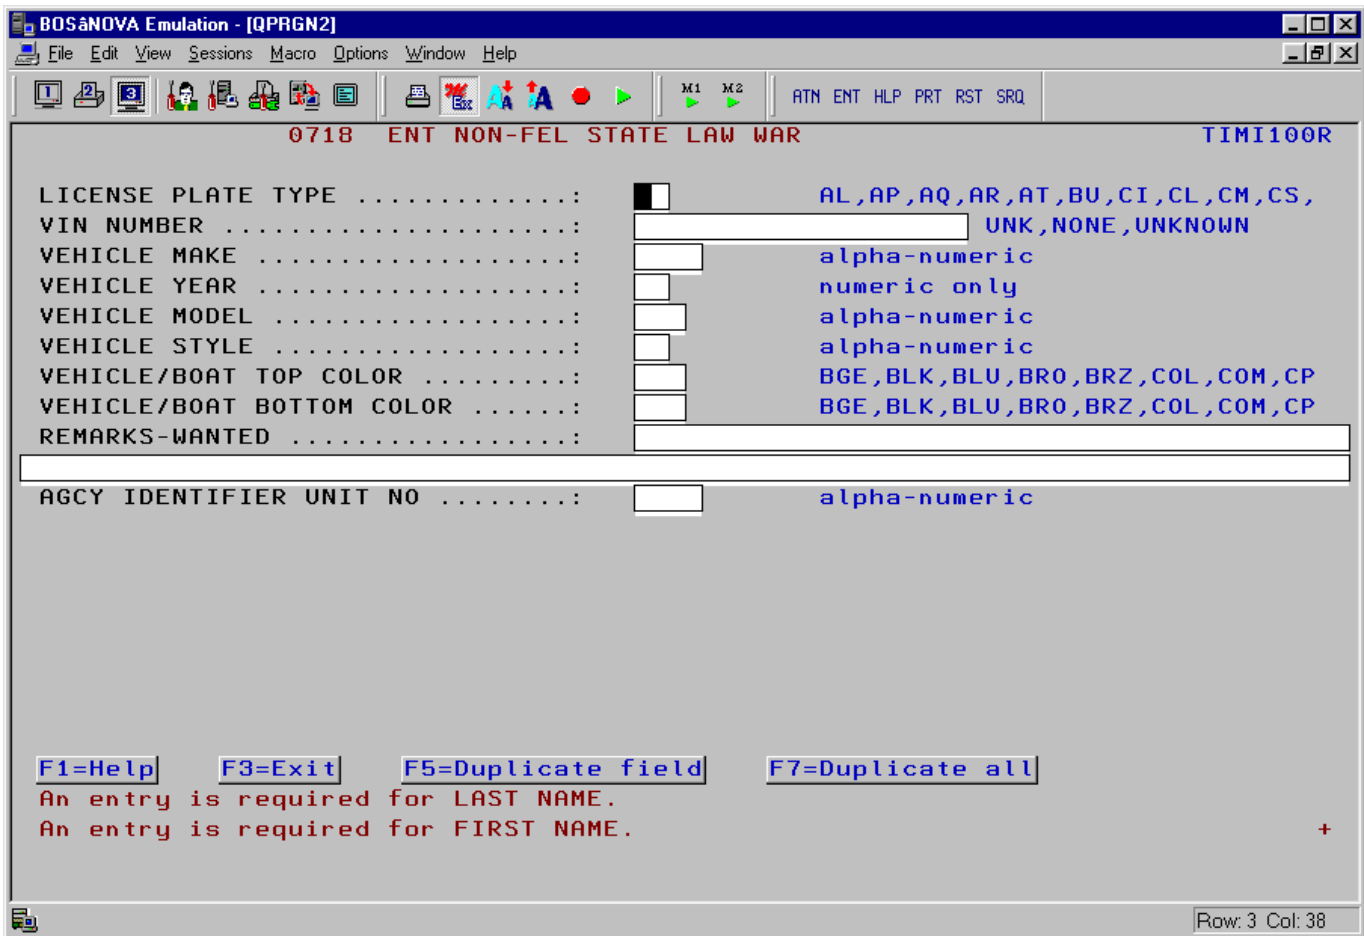 BOSâNOVA Emulation - [QPRGN2]
File Edit View Sessions Macro Options Window Help
1 2 3 Exc A A A A M1 M2 ATN ENT HLP PRT RST SRQ
0718 ENT NON-FEL STATE LAW WAR TIMI100R
LICENSE PLATE TYPE .............: AL,AP,AQ,AR,AT,BU,CI,CL,CM,CS,
VIN NUMBER .....................: UNK,NONE,UNKNOWN
VEHICLE MAKE ...................: alpha-numeric
VEHICLE YEAR ...................: numeric only
VEHICLE MODEL ..................: alpha-numeric
VEHICLE STYLE ..................: alpha-numeric
VEHICLE/BOAT TOP COLOR .........: BGE,BLK,BLU,BRO,BRZ,COL,COM,CP
VEHICLE/BOAT BOTTOM COLOR ......: BGE,BLK,BLU,BRO,BRZ,COL,COM,CP
REMARKS-WANTED .................:
AGCY IDENTIFIER UNIT NO ........: alpha-numeric
F1=Help F3=Exit F5=Duplicate field F7=Duplicate all
An entry is required for LAST NAME.
An entry is required for FIRST NAME. +
Row: 3 Col: 38